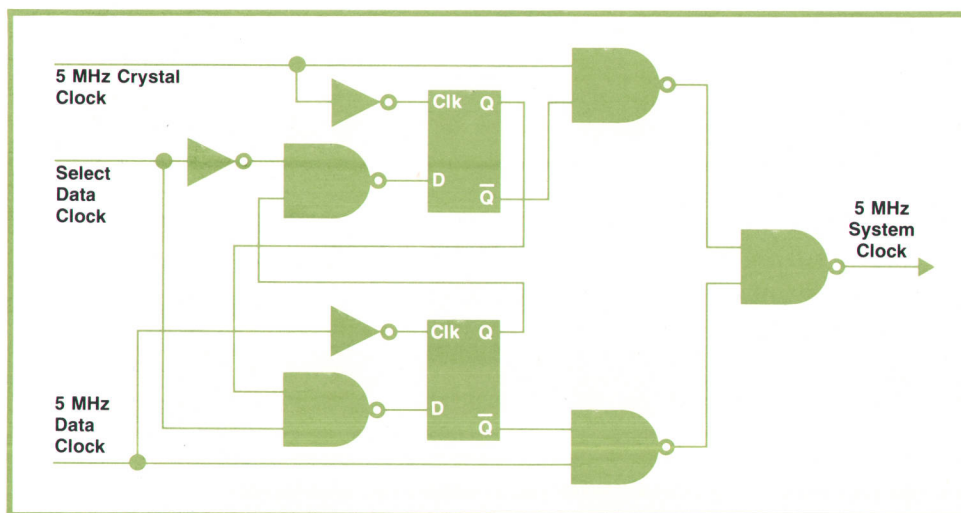 5 MHz Crystal
Clock
Clk
Q
Select
Data
Clock
D
Q
5 MHz
System
Clock
Clk
Q
5 MHz
Data
Clock
D
Q